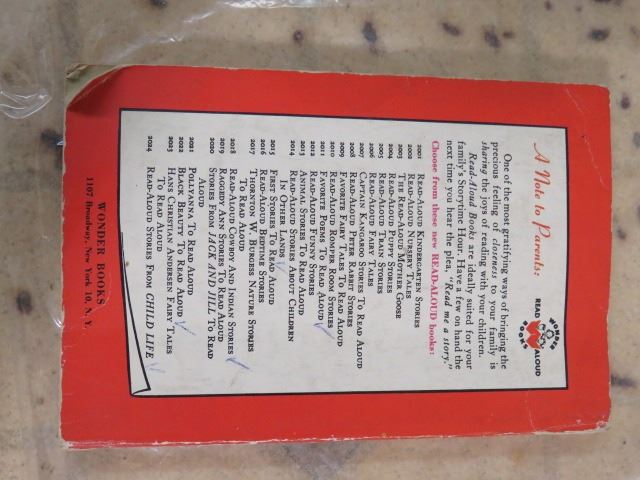 A Note to Parents:
WONDER BOOKS
READ ALOUD
One of the most gratifying ways of bringing the
precious feeling of closeness to your family is
sharing the joys of reading with your children.
Read-Aloud Books are ideally suited for your
family's Storytime Hour. Have a few on hand the
next time you hear the plea, "Read me a story."
Choose from these new READ-ALOUD books:
2001 READ-ALOUD KINDERGARTEN STORIES
2002 READ-ALOUD NURSERY TALES
2003 THE READ-ALOUD MOTHER GOOSE
2004 READ-ALOUD PUPPY STORIES
2005 READ-ALOUD TRAIN STORIES
2006 READ-ALOUD FAIRY TALES
2007 CAPTAIN KANGAROO STORIES TO READ ALOUD
2008 READ-ALOUD PETER RABBIT STORIES
2009 FAVORITE FAIRY TALES TO READ ALOUD
2010 READ-ALOUD ROMPER ROOM STORIES
2011 FAVORITE POEMS TO READ ALOUD
2012 READ-ALOUD FUNNY STORIES
2013 ANIMAL STORIES TO READ ALOUD
2014 READ-ALOUD STORIES ABOUT CHILDREN
IN OTHER LANDS
2015 FIRST STORIES TO READ ALOUD
2016 READ-ALOUD BEDTIME STORIES
2017 THORNTON W. BURGESS NATURE STORIES
TO READ ALOUD
2018 READ-ALOUD COWBOY AND INDIAN STORIES
2019 RAGGEDY ANN STORIES TO READ ALOUD
2020 STORIES FROM JACK AND JILL TO READ
ALOUD
2021 POLLYANNA TO READ ALOUD
2022 BLACK BEAUTY TO READ ALOUD
2023 HANS CHRISTIAN ANDERSEN FAIRY TALES
TO READ ALOUD
2024 READ-ALOUD STORIES FROM CHILD LIFE
WONDER BOOKS
1107 Broadway, New York 10, N. Y.